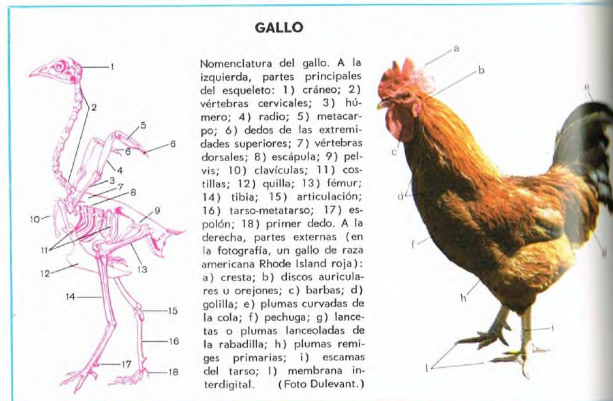 GALLO
Nomenclatura del gallo. A la
izquierda, partes principales
del esqueleto: 1) cráneo; 2)
vértebras cervicales; 3) hú-
mero; 4) radio; 5) metacar-
po; 6) dedos de las extremi-
dades superiores; 7) vértebras
dorsales; 8) escápula; 9) pel-
vis; 10) clavículas; 11) cos-
tillas; 12) quilla; 13) fémur;
14) tibia; 15) articulación;
16) tarso-metatarso; 17) es-
polón; 18) primer dedo. A la
derecha, partes externas (en
la fotografía, un gallo de raza
americana Rhode Island roja):
a) cresta; b) discos auricula-
res u orejones; c) barbas; d)
golilla; e) plumas curvadas de
la cola; f) pechuga; g) lance-
tas o plumas lanceoladas de
la rabadilla; h) plumas remi-
ges primarias; i) escamas
del tarso; l) membrana in-
terdigital. (Foto Dulevant.)
1
2
5
6
6
4
3
7
8
10
9
11
12
13
14
15
16
17
18
a
b
e
c
d
f
h
i
l